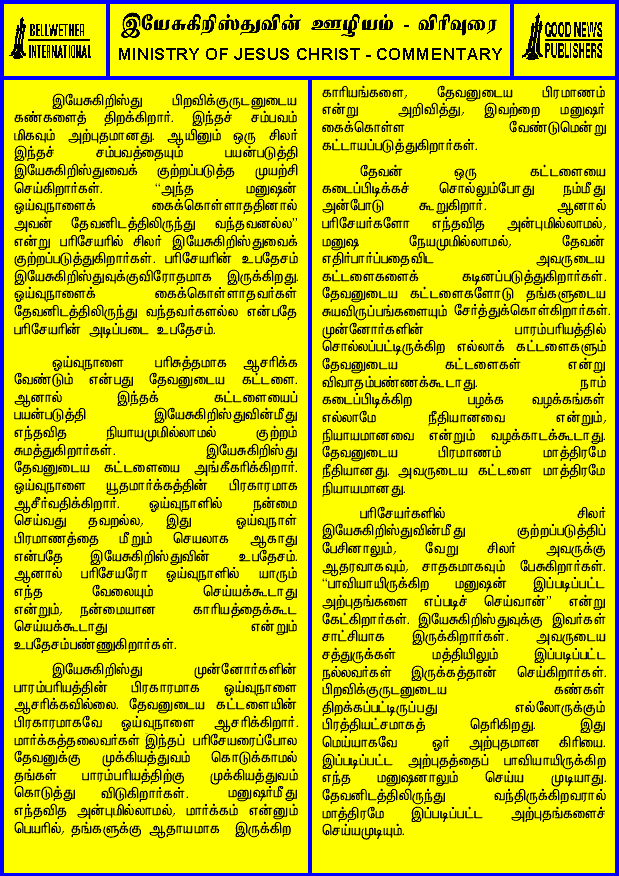 BELLWETHER
INTERNATIONAL
இயேசுகிறிஸ்துவின் ஊழியம் - விரிவுரை
MINISTRY OF JESUS CHRIST - COMMENTARY
GOOD NEWS
PUBLISHERS
இயேசுகிறிஸ்து பிறவிக்குருடனுடைய
கண்களைத் திறக்கிறார். இந்தச் சம்பவம்
மிகவும் அற்புதமானது. ஆயினும் ஒரு சிலர்
இந்தச் சம்பவத்தையும் பயன்படுத்தி
இயேசுகிறிஸ்துவைக் குற்றப்படுத்த முயற்சி
செய்கிறார்கள். “அந்த மனுஷன்
ஓய்வுநாளைக் கைக்கொள்ளாததினால்
அவன் தேவனிடத்திலிருந்து வந்தவனல்ல”
என்று பரிசேயரில் சிலர் இயேசுகிறிஸ்துவைக்
குற்றப்படுத்துகிறார்கள். பரிசேயரின் உபதேசம்
இயேசுகிறிஸ்துவுக்குவிரோதமாக இருக்கிறது.
ஓய்வுநாளைக் கைக்கொள்ளாதவர்கள்
தேவனிடத்திலிருந்து வந்தவர்களல்ல என்பதே
பரிசேயரின் அடிப்படை உபதேசம்.
ஓய்வுநாளை பரிசுத்தமாக ஆசரிக்க
வேண்டும் என்பது தேவனுடைய கட்டளை.
ஆனால் இந்தக் கட்டளையைப்
பயன்படுத்தி இயேசுகிறிஸ்துவின்மீது
எந்தவித நியாயமுமில்லாமல் குற்றம்
சுமத்துகிறார்கள். இயேசுகிறிஸ்து
தேவனுடைய கட்டளையை அங்கீகரிக்கிறார்.
ஓய்வுநாளை யூதமார்க்கத்தின் பிரகாரமாக
ஆசீர்வதிக்கிறார். ஓய்வுநாளில் நன்மை
செய்வது தவறல்ல, இது ஓய்வுநாள்
பிரமாணத்தை மீறும் செயலாக ஆகாது
என்பதே இயேசுகிறிஸ்துவின் உபதேசம்.
ஆனால் பரிசேயரோ ஓய்வுநாளில் யாரும்
எந்த வேலையும் செய்யக்கூடாது
என்றும், நன்மையான காரியத்தைக்கூட
செய்யக்கூடாது என்றும்
உபதேசம்பண்ணுகிறார்கள்.
இயேசுகிறிஸ்து முன்னோர்களின்
பாரம்பரியத்தின் பிரகாரமாக ஓய்வுநாளை
ஆசரிக்கவில்லை. தேவனுடைய கட்டளையின்
பிரகாரமாகவே ஓய்வுநாளை ஆசரிக்கிறார்.
மார்க்கத்தலைவர்கள் இந்தப் பரிசேயரைப்போல
தேவனுக்கு முக்கியத்துவம் கொடுக்காமல்
தங்கள் பாரம்பரியத்திற்கு முக்கியத்துவம்
கொடுத்து விடுகிறார்கள். மனுஷர்மீது
எந்தவித அன்புமில்லாமல், மார்க்கம் என்னும்
பெயரில், தங்களுக்கு ஆதாயமாக இருக்கிற
காரியங்களை, தேவனுடைய பிரமாணம்
என்று அறிவித்து, இவற்றை மனுஷர்
கைக்கொள்ள வேண்டுமென்று
கட்டாயப்படுத்துகிறார்கள்.
தேவன் ஒரு கட்டளையை
கடைப்பிடிக்கச் சொல்லும்போது நம்மீது
அன்போடு கூறுகிறார். ஆனால்
பரிசேயர்களோ எந்தவித அன்புமில்லாமல்,
மனுஷ நேயமுமில்லாமல், தேவன்
எதிர்பார்ப்பதைவிட அவருடைய
கட்டளைகளைக் கடினப்படுத்துகிறார்கள்.
தேவனுடைய கட்டளைகளோடு தங்களுடைய
சுயவிருப்பங்களையும் சேர்த்துக்கொள்கிறார்கள்.
முன்னோர்களின் பாரம்பரியத்தில்
சொல்லப்பட்டிருக்கிற எல்லாக் கட்டளைகளும்
தேவனுடைய கட்டளைகள் என்று
விவாதம்பண்ணக்கூடாது. நாம்
கடைப்பிடிக்கிற பழக்க வழக்கங்கள்
எல்லாமே நீதியானவை என்றும்,
நியாயமானவை என்றும் வழக்காடக்கூடாது.
தேவனுடைய பிரமாணம் மாத்திரமே
நீதியானது. அவருடைய கட்டளை மாத்திரமே
நியாயமானது.
பரிசேயர்களில் சிலர்
இயேசுகிறிஸ்துவின்மீது குற்றப்படுத்திப்
பேசினாலும், வேறு சிலர் அவருக்கு
ஆதரவாகவும், சாதகமாகவும் பேசுகிறார்கள்.
“பாவியாயிருக்கிற மனுஷன் இப்படிப்பட்ட
அற்புதங்களை எப்படிச் செய்வான்” என்று
கேட்கிறார்கள். இயேசுகிறிஸ்துவுக்கு இவர்கள்
சாட்சியாக இருக்கிறார்கள். அவருடைய
சத்துருக்கள் மத்தியிலும் இப்படிப்பட்ட
நல்லவர்கள் இருக்கத்தான் செய்கிறார்கள்.
பிறவிக்குருடனுடைய கண்கள்
திறக்கப்பட்டிருப்பது எல்லோருக்கும்
பிரத்தியட்சமாகத் தெரிகிறது. இது
மெய்யாகவே ஓர் அற்புதமான கிரியை.
இப்படிப்பட்ட அற்புதத்தைப் பாவியாயிருக்கிற
எந்த மனுஷனாலும் செய்ய முடியாது.
தேவனிடத்திலிருந்து வந்திருக்கிறவரால்
மாத்திரமே இப்படிப்பட்ட அற்புதங்களைச்
செய்யமுடியும்.